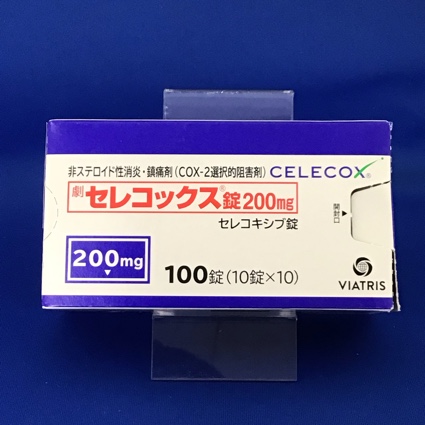 非ステロイド性消炎・鎮痛剤(COX-2選択的阻害剤) CELECOX®
劇 セレコックス®錠200mg
セレコキシブ錠
開封口
200mg
100錠(10錠×10)
VIATRIS